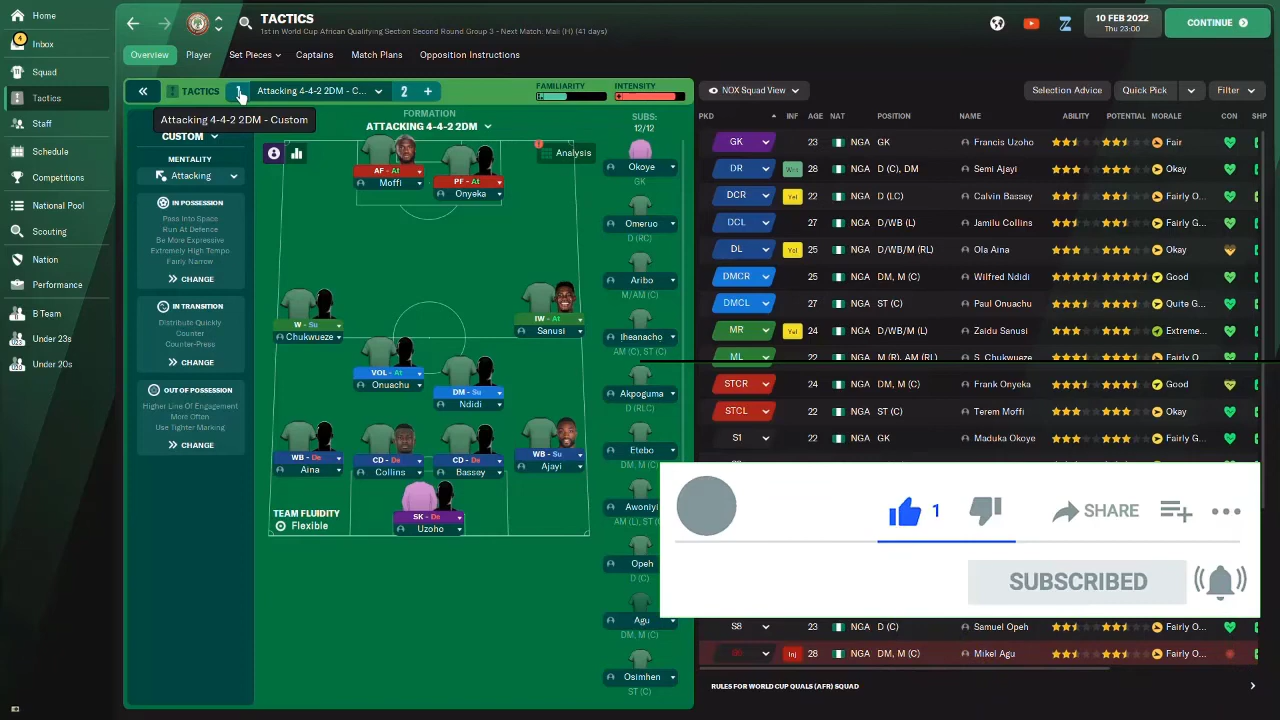 Home
TACTICS
1st in World Cup African Qualifying Section Second Round Group 3 - Next Match: Mali (H) (41 days)
10 FEB 2022
Thu 23:00
CONTINUE
4
Inbox
Squad
Tactics
Staff
Schedule
Competitions
National Pool
Scouting
Nation
Performance
B Team
Under 23s
Under 20s
Overview
Player
Set Pieces
Captains
Match Plans
Opposition Instructions
TACTICS
1
Attacking 4-4-2 2DM - C...
2
FAMILIARITY
INTENSITY
Attacking 4-4-2 2DM - Custom
CUSTOM
MENTALITY
Attacking
IN POSSESSION
Pass Into Space
Run At Defence
Be More Expressive
Extremely High Tempo
Fairly Narrow
CHANGE
IN TRANSITION
Distribute Quickly
Counter
Counter-Press
CHANGE
OUT OF POSSESSION
Higher Line Of Engagement
More Often
Use Tighter Marking
CHANGE
FORMATION
ATTACKING 4-4-2 2DM
Analysis
AF - At
Moffi
PF - At
Onyeka
W - Su
Chukwueze
IW - At
Sanusi
VOL - At
Onuachu
DM - Su
Ndidi
WB - De
Aina
CD - De
Collins
CD - De
Bassey
WB - Su
Ajayi
SK - De
Uzoho
TEAM FLUIDITY
Flexible
SUBS:
12/12
Okoye
GK
Omeruo
D (RC)
Aribo
M/AM (C)
Iheanacho
AM (C), ST (C)
Akpoguma
D (RLC)
Etebo
DM, M (C)
Awoniyi
AM (L), ST (C)
Opeh
D (C)
Agu
DM, M (C)
Osimhen
ST (C)
NOX Squad View
Selection Advice
Quick Pick
Filter
PKD INF AGE NAT POSITION NAME ABILITY POTENTIAL MORALE CON SHP
GK 23 NGA GK Francis Uzoho Fair
DR Wnt 28 NGA D (C), DM Semi Ajayi Okay
DCR Yel 22 NGA D (LC) Calvin Bassey Fairly O...
DCL 27 NGA D/WB (L) Jamilu Collins Fairly G...
DL Yel 25 NGA D/WB/M (RL) Ola Aina Okay
DMCR 25 NGA DM, M (C) Wilfred Ndidi Good
DMCL 27 NGA ST (C) Paul Onuachu Quite G...
MR Yel 24 NGA D/WB/M (L) Zaidu Sanusi Extreme...
ML 22 NGA M (R), AM (RL) S. Chukwueze Fairly O...
STCR 24 NGA DM, M (C) Frank Onyeka Good
STCL 22 NGA ST (C) Terem Moffi Okay
S1 22 NGA GK Maduka Okoye Fairly G...
1
SHARE
SUBSCRIBED
S8 23 NGA D (C) Samuel Opeh Fairly O...
S9 Inj 28 NGA DM, M (C) Mikel Agu Fairly O...
RULES FOR WORLD CUP QUALS (AFR) SQUAD